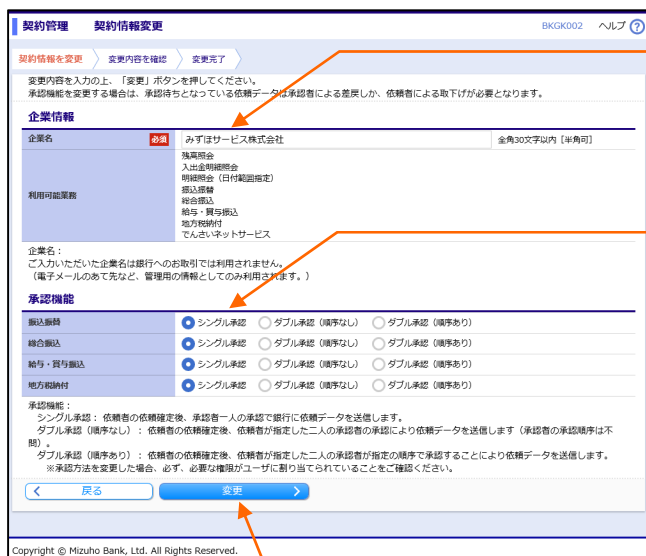 契約管理 契約情報変更 BKGK002 ヘルプ ?
契約情報を変更 変更内容を確認 変更完了
変更内容を入力の上、「変更」ボタンを押してください。
承認機能を変更する場合は、承認待ちとなっている依頼データは承認者による差戻しか、依頼者による取下げが必要となります。
企業情報
企業名 必須 みずほサービス株式会社 全角30文字以内［半角可］
利用可能業務
残高照会
入出金明細照会
明細照会（日付範囲指定）
振込振替
総合振込
給与・賞与振込
地方税納付
でんさいネットサービス
企業名：
ご入力いただいた企業名は銀行へのお取引では利用されません。
（電子メールのあて先など、管理用の情報としてのみ利用されます。）
承認機能
振込振替 シングル承認 ダブル承認（順序なし） ダブル承認（順序あり）
総合振込 シングル承認 ダブル承認（順序なし） ダブル承認（順序あり）
給与・賞与振込 シングル承認 ダブル承認（順序なし） ダブル承認（順序あり）
地方税納付 シングル承認 ダブル承認（順序なし） ダブル承認（順序あり）
承認機能：
シングル承認： 依頼者の依頼確定後、承認者一人の承認で銀行に依頼データを送信します。
ダブル承認（順序なし）： 依頼者の依頼確定後、依頼者が指定した二人の承認者の承認により依頼データを送信します（承認者の承認順序は不
問）。
ダブル承認（順序あり）： 依頼者の依頼確定後、依頼者が指定した二人の承認者が指定の順序で承認することにより依頼データを送信します。
※承認方法を変更した場合、必ず、必要な権限がユーザに割り当てられていることをご確認ください。
戻る 変更
Copyright © Mizuho Bank, Ltd. All Rights Reserved.